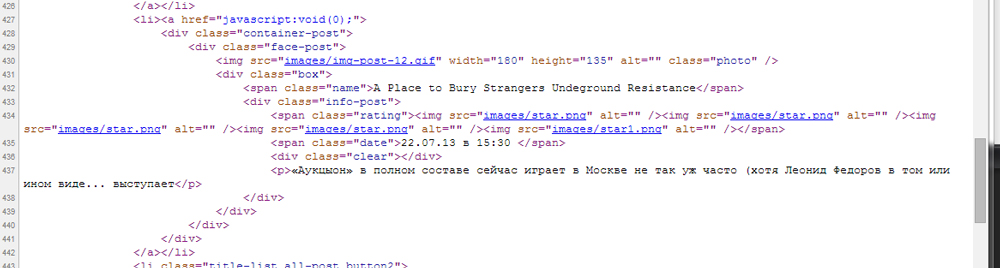 426 </a></li>
427 <li><a href="javascript:void(0);">
428 <div class="container-post">
429 <div class="face-post">
430 <img src="images/img-post-12.gif" width="180" height="135" alt="" class="photo" />
431 <div class="box">
432 <span class="name">A Place to Bury Strangers Undeground Resistance</span>
433 <div class="info-post">
434 <span class="rating"><img src="images/star.png" alt="" /><img src="images/star.png" alt="" /><img
src="images/star.png" alt="" /><img src="images/star.png" alt="" /><img src="images/star1.png" alt="" /></span>
435 <span class="date">22.07.13 в 15:30 </span>
436 <div class="clear"></div>
437 <p>«Аукцыон» в полном составе сейчас играет в Москве не так уж часто (хотя Леонид Федоров в том или
ином виде... выступает</p>
438 </div>
439 </div>
440 </div>
441 </div>
442 </a></li>
443 <li class="title-list all-post button2">